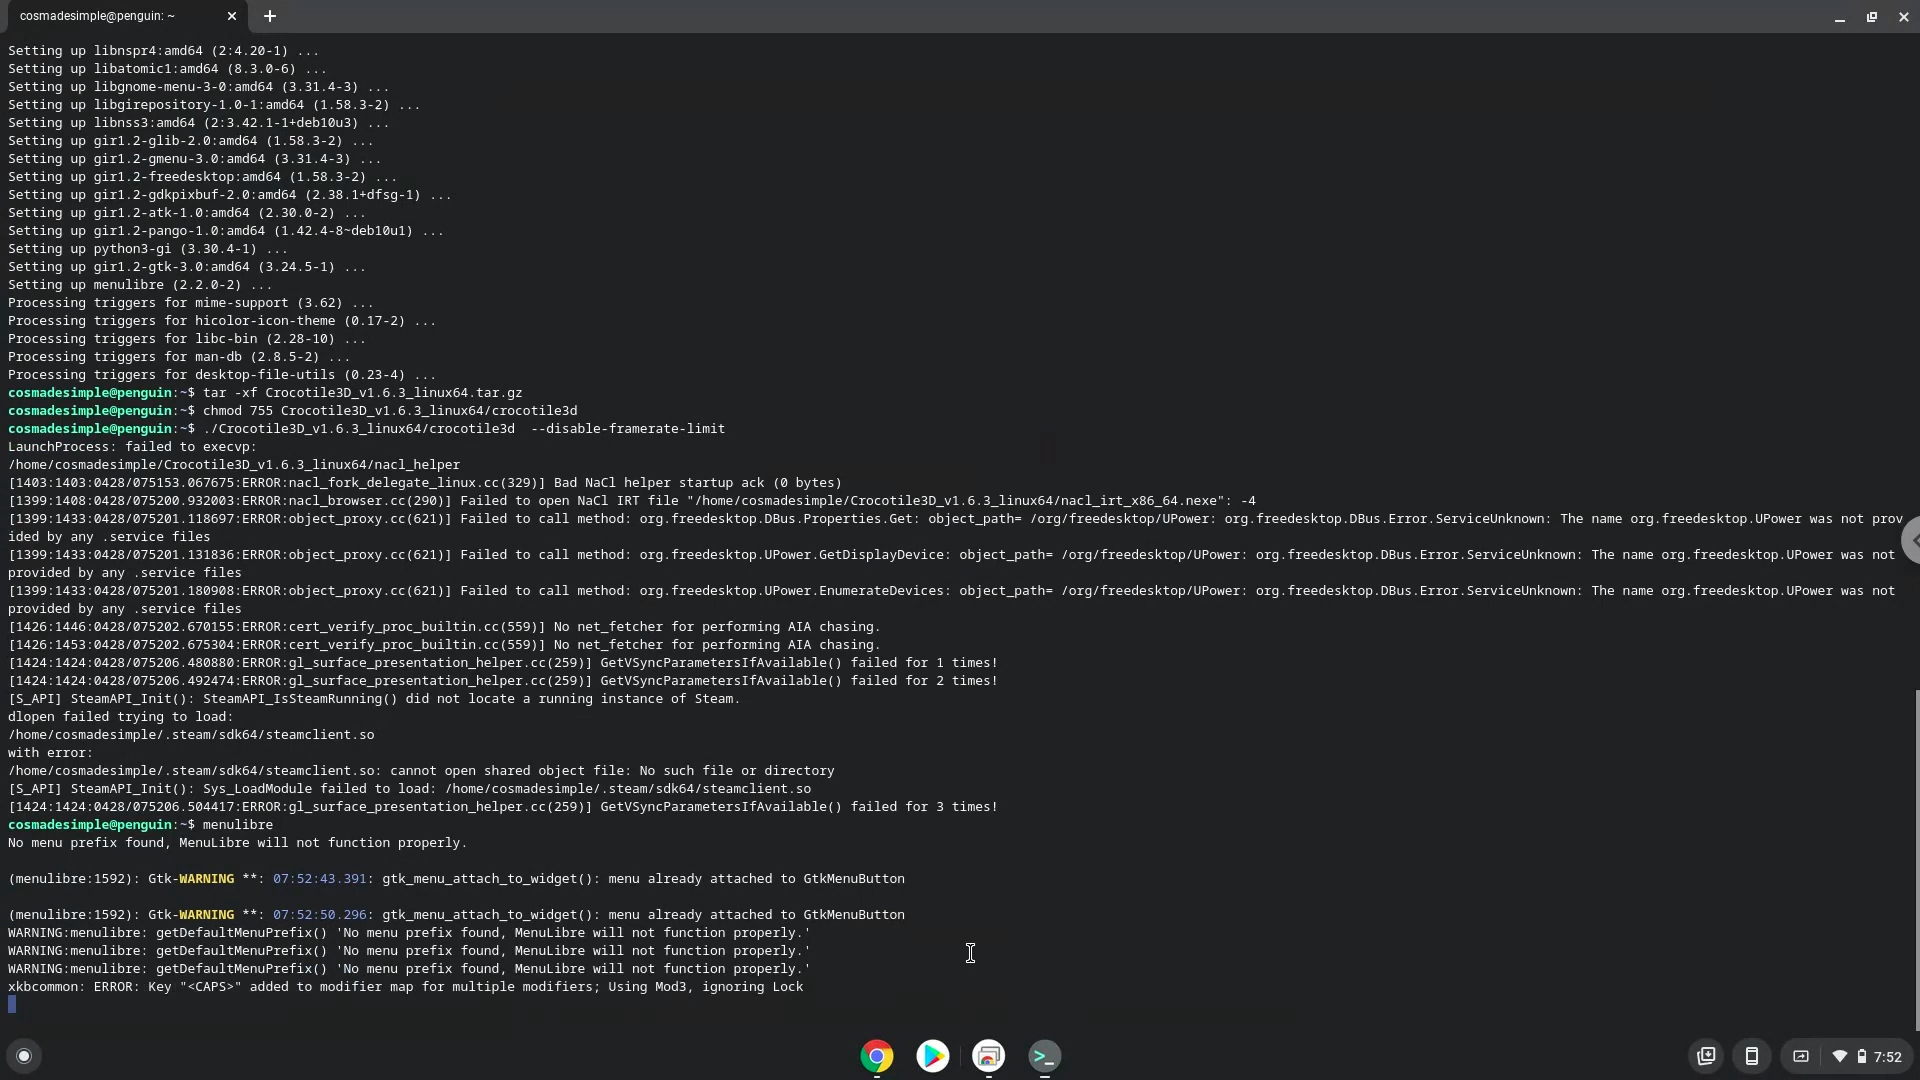 cosmadesimple@penguin: ~
Setting up libnspr4:amd64 (2:4.20-1) ...
Setting up libatomic1:amd64 (8.3.0-6) ...
Setting up libgnome-menu-3-0:amd64 (3.31.4-3) ...
Setting up libgirepository-1.0-1:amd64 (1.58.3-2) ...
Setting up libnss3:amd64 (2:3.42.1-1+deb10u3) ...
Setting up gir1.2-glib-2.0:amd64 (1.58.3-2) ...
Setting up gir1.2-gmenu-3.0:amd64 (3.31.4-3) ...
Setting up gir1.2-freedesktop:amd64 (1.58.3-2) ...
Setting up gir1.2-gdkpixbuf-2.0:amd64 (2.38.1+dfsg-1) ...
Setting up gir1.2-atk-1.0:amd64 (2.30.0-2) ...
Setting up gir1.2-pango-1.0:amd64 (1.42.4-8~deb10u1) ...
Setting up python3-gi (3.30.4-1) ...
Setting up gir1.2-gtk-3.0:amd64 (3.24.5-1) ...
Setting up menulibre (2.2.0-2) ...
Processing triggers for mime-support (3.62) ...
Processing triggers for hicolor-icon-theme (0.17-2) ...
Processing triggers for libc-bin (2.28-10) ...
Processing triggers for man-db (2.8.5-2) ...
Processing triggers for desktop-file-utils (0.23-4) ...
cosmadesimple@penguin:~$ tar -xf Crocotile3D_v1.6.3_linux64.tar.gz
cosmadesimple@penguin:~$ chmod 755 Crocotile3D_v1.6.3_linux64/crocotile3d
cosmadesimple@penguin:~$ ./Crocotile3D_v1.6.3_linux64/crocotile3d  --disable-framerate-limit
LaunchProcess: failed to execvp:
/home/cosmadesimple/Crocotile3D_v1.6.3_linux64/nacl_helper
[1403:1403:0428/075153.067675:ERROR:nacl_fork_delegate_linux.cc(329)] Bad NaCl helper startup ack (0 bytes)
[1399:1408:0428/075200.932003:ERROR:nacl_browser.cc(290)] Failed to open NaCl IRT file "/home/cosmadesimple/Crocotile3D_v1.6.3_linux64/nacl_irt_x86_64.nexe": -4
[1399:1433:0428/075201.118697:ERROR:object_proxy.cc(621)] Failed to call method: org.freedesktop.DBus.Properties.Get: object_path= /org/freedesktop/UPower: org.freedesktop.DBus.Error.ServiceUnknown: The name org.freedesktop.UPower was not prov
ided by any .service files
[1399:1433:0428/075201.131836:ERROR:object_proxy.cc(621)] Failed to call method: org.freedesktop.UPower.GetDisplayDevice: object_path= /org/freedesktop/UPower: org.freedesktop.DBus.Error.ServiceUnknown: The name org.freedesktop.UPower was not
provided by any .service files
[1399:1433:0428/075201.180908:ERROR:object_proxy.cc(621)] Failed to call method: org.freedesktop.UPower.EnumerateDevices: object_path= /org/freedesktop/UPower: org.freedesktop.DBus.Error.ServiceUnknown: The name org.freedesktop.UPower was not
provided by any .service files
[1426:1446:0428/075202.670155:ERROR:cert_verify_proc_builtin.cc(559)] No net_fetcher for performing AIA chasing.
[1426:1453:0428/075202.675304:ERROR:cert_verify_proc_builtin.cc(559)] No net_fetcher for performing AIA chasing.
[1424:1424:0428/075206.480880:ERROR:gl_surface_presentation_helper.cc(259)] GetVSyncParametersIfAvailable() failed for 1 times!
[1424:1424:0428/075206.492474:ERROR:gl_surface_presentation_helper.cc(259)] GetVSyncParametersIfAvailable() failed for 2 times!
[S_API] SteamAPI_Init(): SteamAPI_IsSteamRunning() did not locate a running instance of Steam.
dlopen failed trying to load:
/home/cosmadesimple/.steam/sdk64/steamclient.so
with error:
/home/cosmadesimple/.steam/sdk64/steamclient.so: cannot open shared object file: No such file or directory
[S_API] SteamAPI_Init(): Sys_LoadModule failed to load: /home/cosmadesimple/.steam/sdk64/steamclient.so
[1424:1424:0428/075206.504417:ERROR:gl_surface_presentation_helper.cc(259)] GetVSyncParametersIfAvailable() failed for 3 times!
cosmadesimple@penguin:~$ menulibre
No menu prefix found, MenuLibre will not function properly.
(menulibre:1592): Gtk-WARNING **: 07:52:43.391: gtk_menu_attach_to_widget(): menu already attached to GtkMenuButton
(menulibre:1592): Gtk-WARNING **: 07:52:50.296: gtk_menu_attach_to_widget(): menu already attached to GtkMenuButton
WARNING:menulibre: getDefaultMenuPrefix() 'No menu prefix found, MenuLibre will not function properly.'
WARNING:menulibre: getDefaultMenuPrefix() 'No menu prefix found, MenuLibre will not function properly.'
WARNING:menulibre: getDefaultMenuPrefix() 'No menu prefix found, MenuLibre will not function properly.'
xkbcommon: ERROR: Key "<CAPS>" added to modifier map for multiple modifiers; Using Mod3, ignoring Lock
7:52